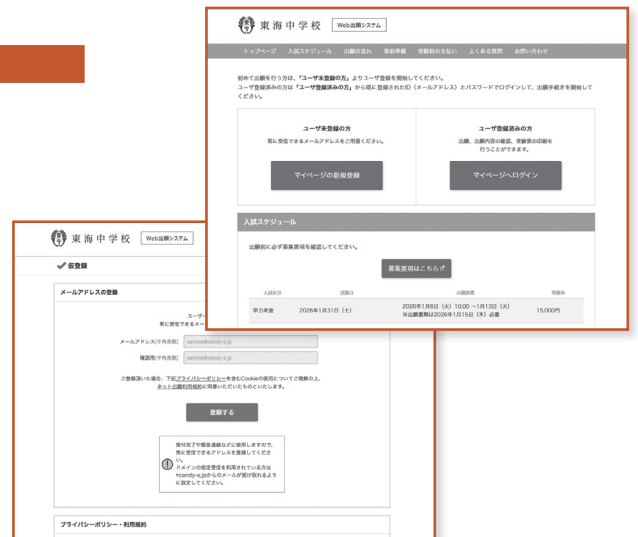 東海中学校 Web出願システム
トップページ 入試スケジュール 出願の流れ 事前準備 受験料の支払い よくある質問 お問い合わせ
初めて出願を行う方は、「ユーザ未登録の方」よりユーザ登録を開始してください。
ユーザ登録済みの方は「ユーザ登録済みの方」から既に登録されたID（メールアドレス）とパスワードでログインして、出願手続きを開始して
ください。
ユーザ未登録の方
常に受信できるメールアドレスをご用意ください。
マイページの新規登録
ユーザ登録済みの方
出願、出願内容の確認、受験票の印刷を
行うことができます。
マイページへログイン
入試スケジュール
出願前に必ず募集要項を確認してください。
募集要項はこちら
入試区分 試験日 出願期間 受験料
学力考査 2026年1月31日（土） 2026年1月6日（火）10:00 〜1月13日（火） 15,000円
※出願書類は2026年1月15日（木）必着
東海中学校 Web出願システム
仮登録
メールアドレスの登録
ユーザー
常に受信できるメー
メールアドレス[半角英数] sample@candy-s.jp
確認用[半角英数] sample@candy-s.jp
ご登録頂いた場合、下記プライバシーポリシーを含むCookieの使用についてご理解の上、
ネット出願利用規約に同意いただいたものといたします。
登録する
受付完了や緊急連絡などに使用しますので、
常に受信できるアドレスを登録してくださ
い。
ドメインの指定受信を利用されている方は
*candy-s.jpからのメールが受け取れるよう
に設定してください。
プライバシーポリシー・利用規約